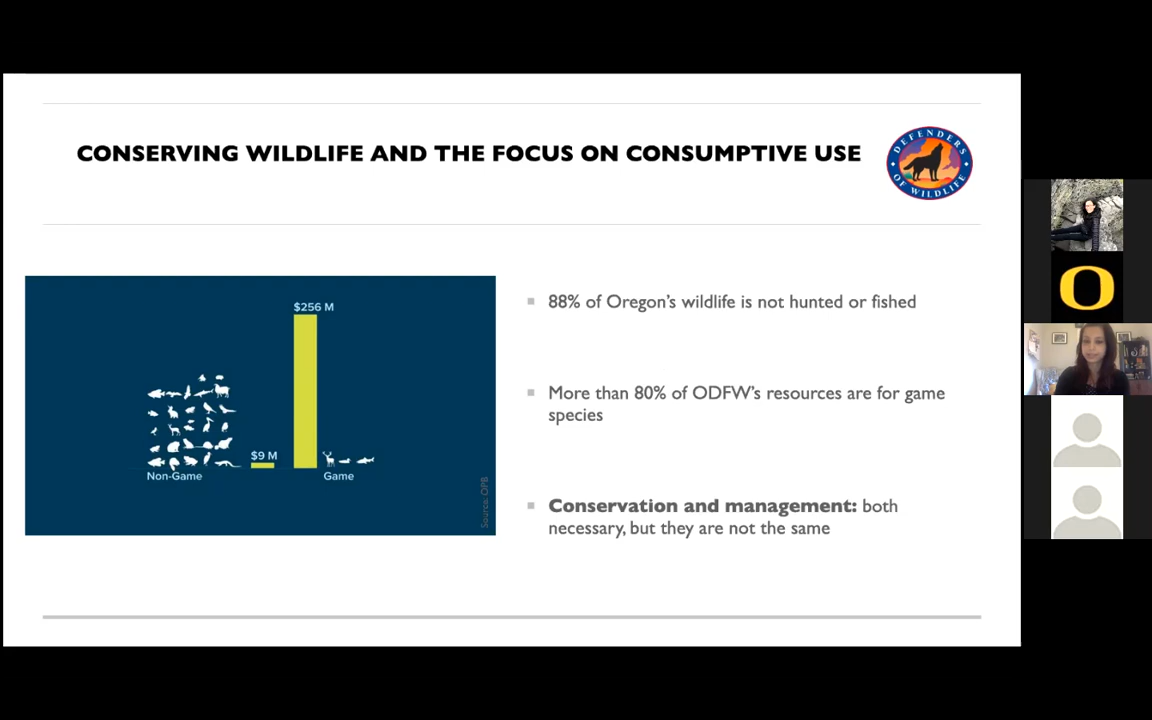 CONSERVING WILDLIFE AND THE FOCUS ON CONSUMPTIVE USE
DEFENDERS
OF WILDLIFE
$256 M
$9 M
Non-Game
Game
Source: OPB
88% of Oregon's wildlife is not hunted or fished
More than 80% of ODFW's resources are for game
species
Conservation and management: both
necessary, but they are not the same
O